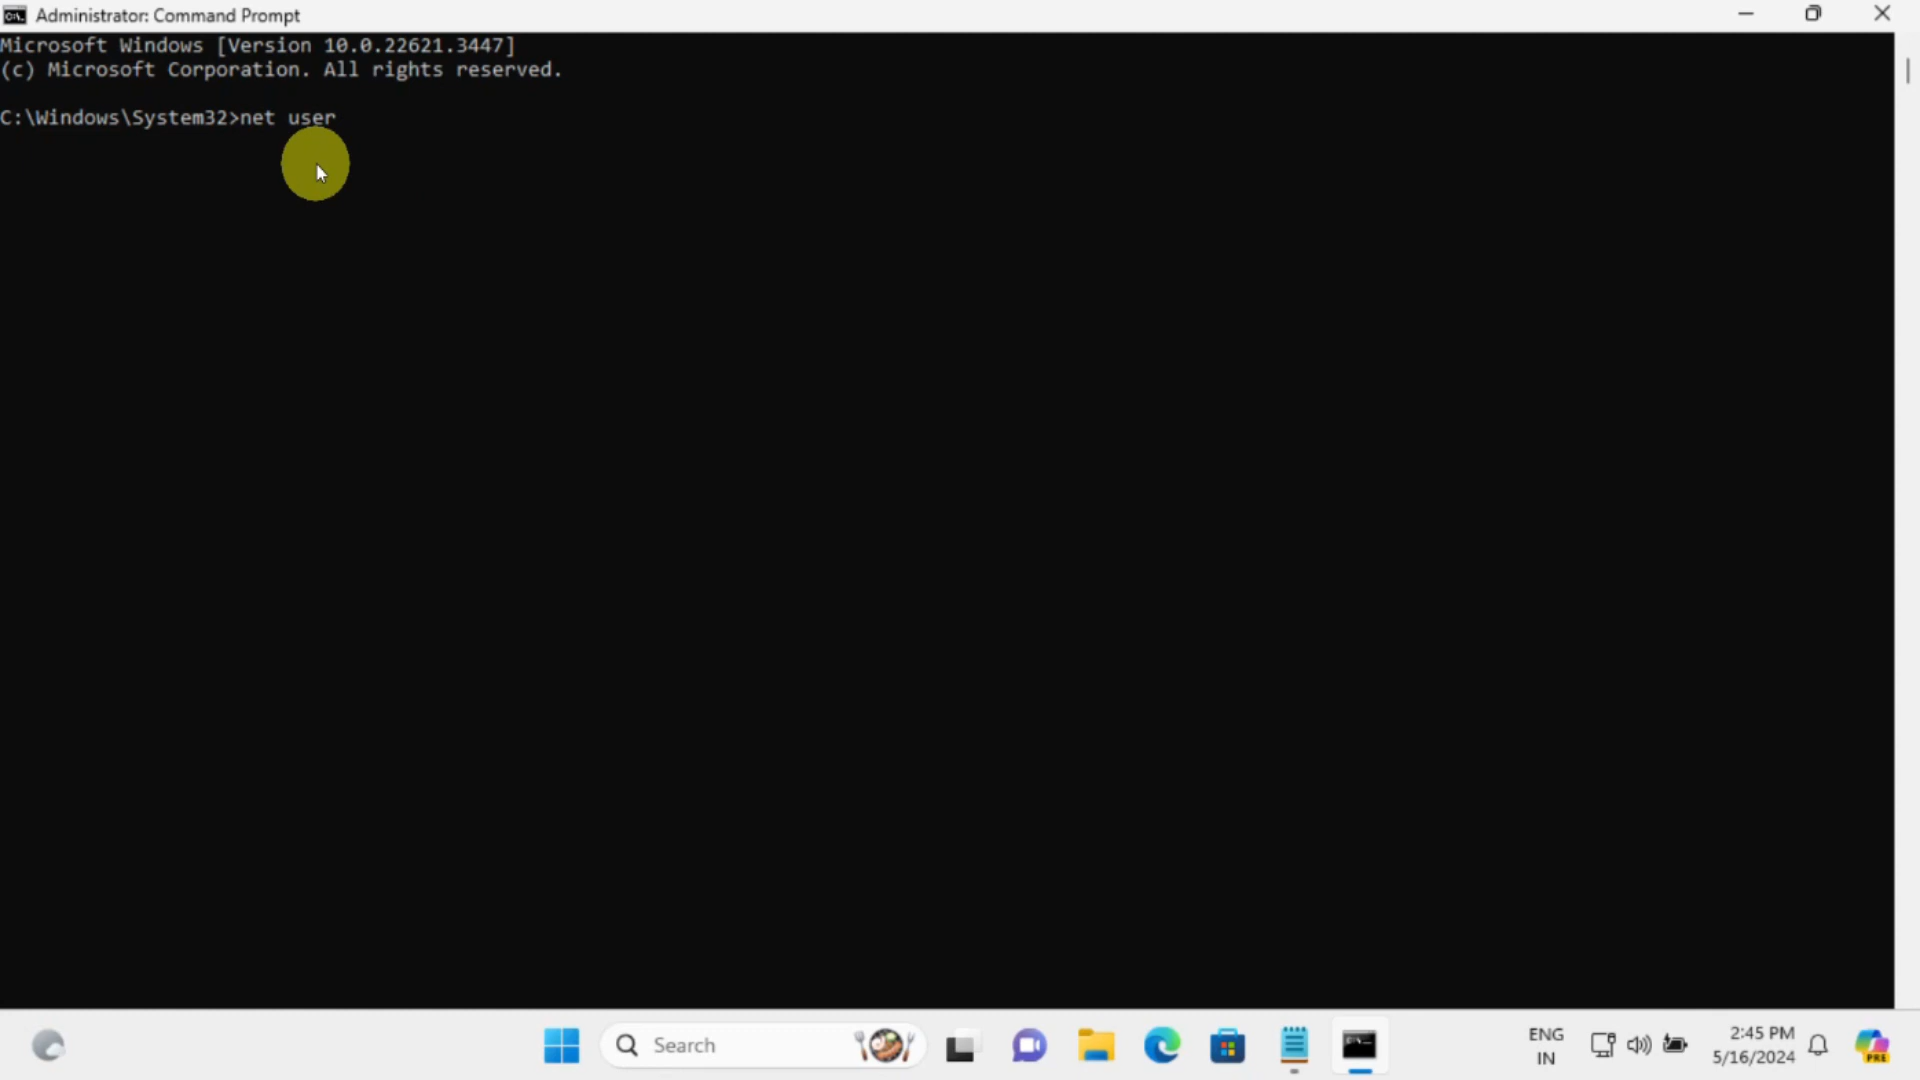 Administrator: Command Prompt
Microsoft Windows [Version 10.0.22621.3447]
(c) Microsoft Corporation. All rights reserved.
C:\Windows\System32>net user
Search
ENG
IN
2:45 PM
5/16/2024
PRE